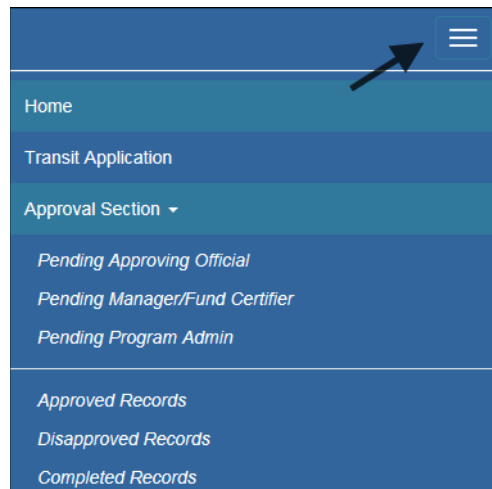 Home
Transit Application
Approval Section
Pending Approving Official
Pending Manager/Fund Certifier
Pending Program Admin
Approved Records
Disapproved Records
Completed Records